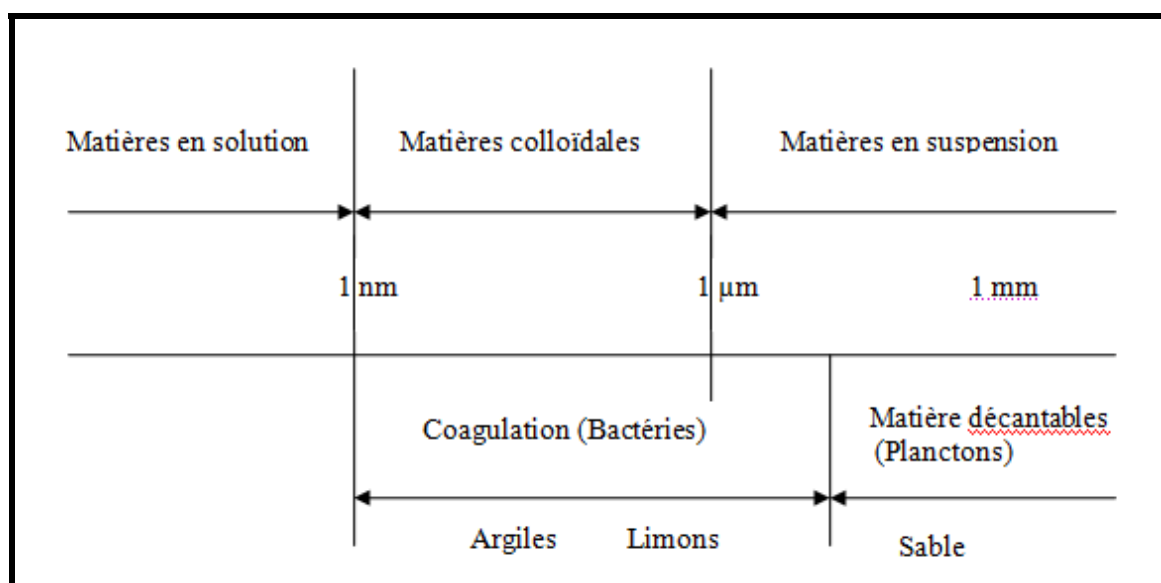 Matières en solution
Matières colloïdales
Matières en suspension
1 nm
1 µm
1 mm
Coagulation (Bactéries)
Matière décantables
(Planctons)
Argiles
Limons
Sable